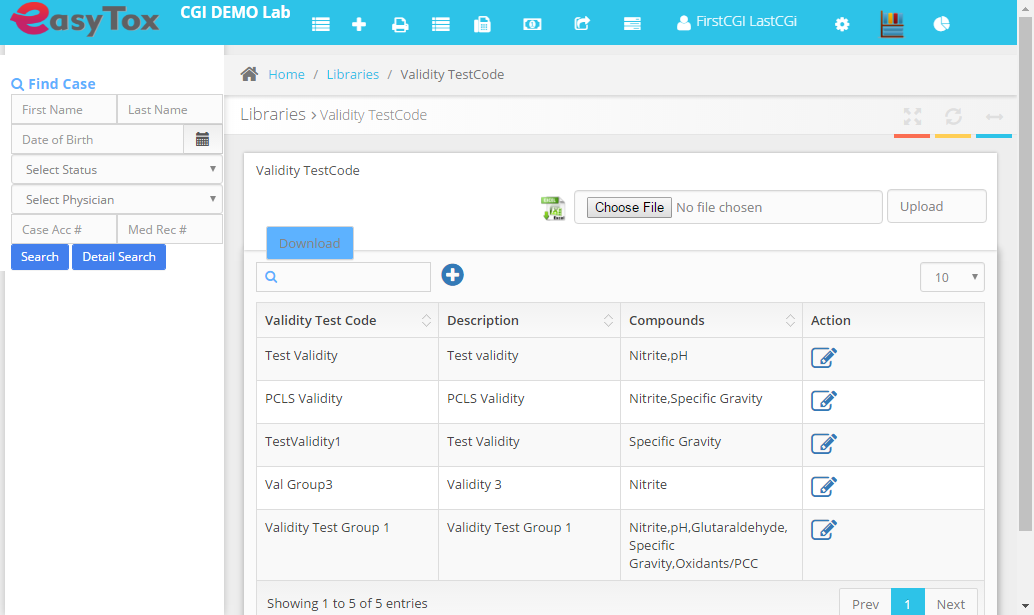 easyTox
CGI DEMO Lab
FirstCGI LastCGi
Find Case
First Name
Last Name
Date of Birth
Select Status
Select Physician
Case Acc #
Med Rec #
Search
Detail Search
Home / Libraries / Validity TestCode
Libraries > Validity TestCode
Validity TestCode
Choose File No file chosen
Upload
Download
10
Validity Test Code Description Compounds Action
Test Validity Test validity Nitrite,pH
PCLS Validity PCLS Validity Nitrite,Specific Gravity
TestValidity1 Test Validity Specific Gravity
Val Group3 Validity 3 Nitrite
Validity Test Group 1 Validity Test Group 1 Nitrite,pH,Glutaraldehyde,
Specific
Gravity,Oxidants/PCC
Showing 1 to 5 of 5 entries
Prev 1 Next